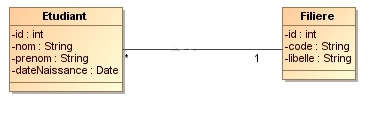 Etudiant
-id : int
-nom : String
-prenom : String
-dateNaissance : Date
* 1
Filiere
-id : int
-code : String
-libelle : String